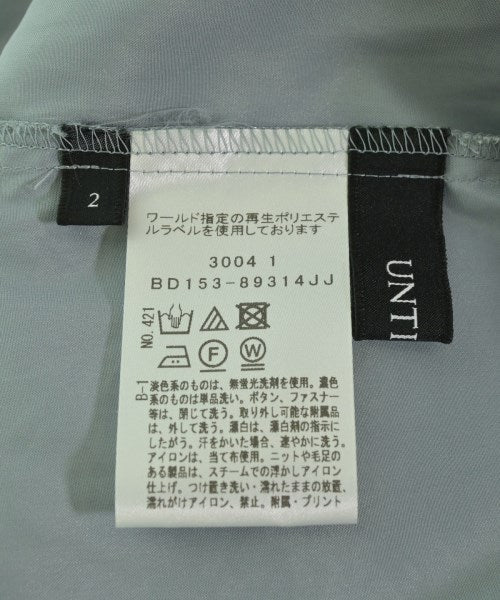 2
ワールド指定の再生ポリエステ
ルラベルを使用しております
3004 1
BD153-89314JJ
NO.421
F
W
B-1
淡色系のものは、無蛍光洗剤を使用。濃色
系のものは単品洗い。ボタン、ファスナー
等は、閉じて洗う。取り外し可能な附属品
は、外して洗う。漂白は、漂白剤の指示に
したがう。汗をかいた場合、速やかに洗う。
アイロンは、当て布使用。ニットや毛足の
ある製品は、スチームでの浮かしアイロン
仕上げ。つけ置き洗い・濡れたままの放置、
濡れがけアイロン、禁止。附属・プリント
UNTI